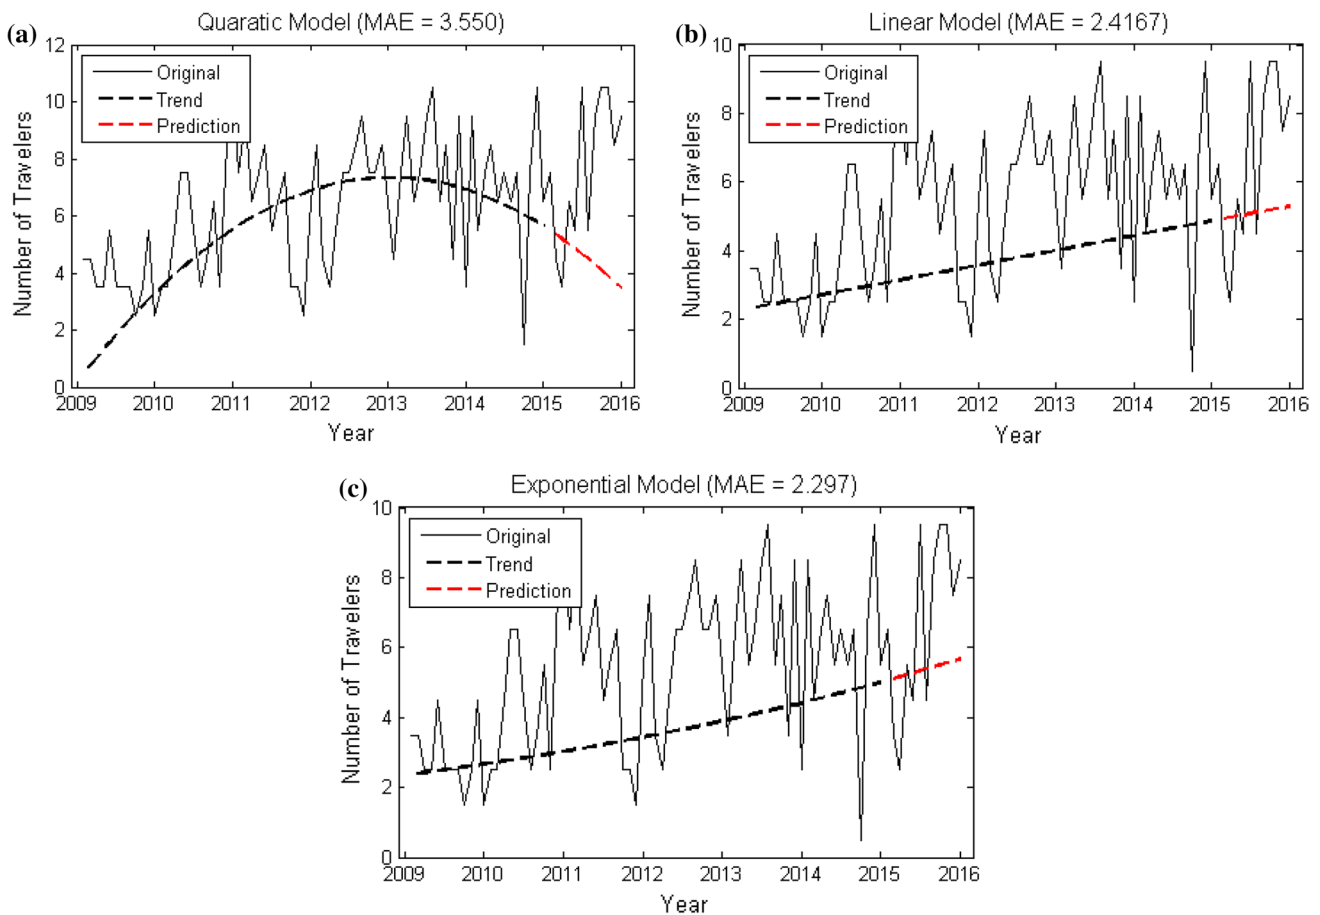 (a)
Quaratic Model (MAE = 3.550)
12
10
8
6
4
2
0
Number of Travelers
Original
Trend
Prediction
2009 2010 2011 2012 2013 2014 2015 2016
Year
(b)
Linear Model (MAE = 2.4167)
10
8
6
4
2
0
Number of Travelers
Original
Trend
Prediction
2009 2010 2011 2012 2013 2014 2015 2016
Year
(c)
Exponential Model (MAE = 2.297)
10
8
6
4
2
0
Number of Travelers
Original
Trend
Prediction
2009 2010 2011 2012 2013 2014 2015 2016
Year